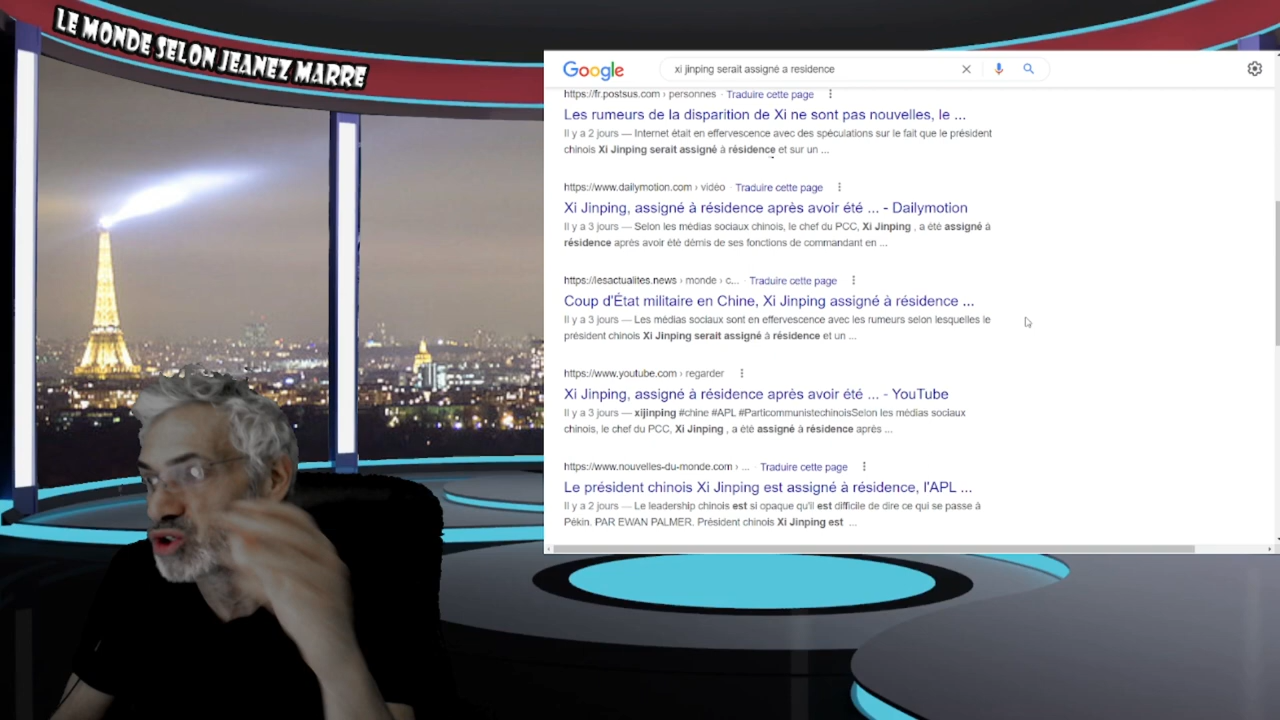 LE MONDE SELON JEANEZ MARRE
Google
xi jinping serait assigné a residence
https://fr.postsus.com › personnes · Traduire cette page
Les rumeurs de la disparition de Xi ne sont pas nouvelles, le ...
Il y a 2 jours — Internet était en effervescence avec des spéculations sur le fait que le président
chinois Xi Jinping serait assigné à résidence et sur un ...
https://www.dailymotion.com › vidéo · Traduire cette page
Xi Jinping, assigné à résidence après avoir été ... - Dailymotion
Il y a 3 jours — Selon les médias sociaux chinois, le chef du PCC, Xi Jinping , a été assigné à
résidence après avoir été démis de ses fonctions de commandant en ...
https://lesactualites.news › monde › c... · Traduire cette page
Coup d'État militaire en Chine, Xi Jinping assigné à résidence ...
Il y a 3 jours — Les médias sociaux sont en effervescence avec les rumeurs selon lesquelles le
président chinois Xi Jinping serait assigné à résidence et un ...
https://www.youtube.com › regarder
Xi Jinping, assigné à résidence après avoir été ... - YouTube
Il y a 3 jours — xijinping #chine #APL #ParticommunistechinoisSelon les médias sociaux
chinois, le chef du PCC, Xi Jinping , a été assigné à résidence après ...
https://www.nouvelles-du-monde.com › ... · Traduire cette page
Le président chinois Xi Jinping est assigné à résidence, l'APL ...
Il y a 2 jours — Le leadership chinois est si opaque qu'il est difficile de dire ce qui se passe à
Pékin. PAR EWAN PALMER. Président chinois Xi Jinping est ...